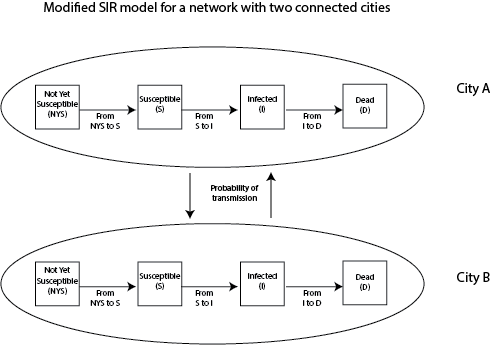 Modified SIR model for a network with two connected cities
City A
Not Yet
Susceptible
(NYS)
From
NYS to S
Susceptible
(S)
From
S to I
Infected
(I)
From
I to D
Dead
(D)
Probability of
transmission
City B
Not Yet
Susceptible
(NYS)
From
NYS to S
Susceptible
(S)
From
S to I
Infected
(I)
From
I to D
Dead
(D)